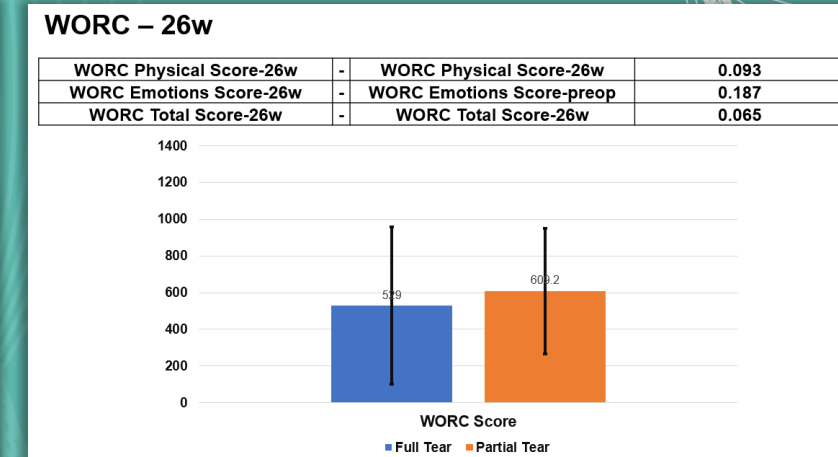 WORC – 26w
WORC Physical Score-26w - WORC Physical Score-26w 0.093
WORC Emotions Score-26w - WORC Emotions Score-preop 0.187
WORC Total Score-26w - WORC Total Score-26w 0.065
1400
1200
1000
800
600
400
200
0
529
609.2
WORC Score
Full Tear Partial Tear